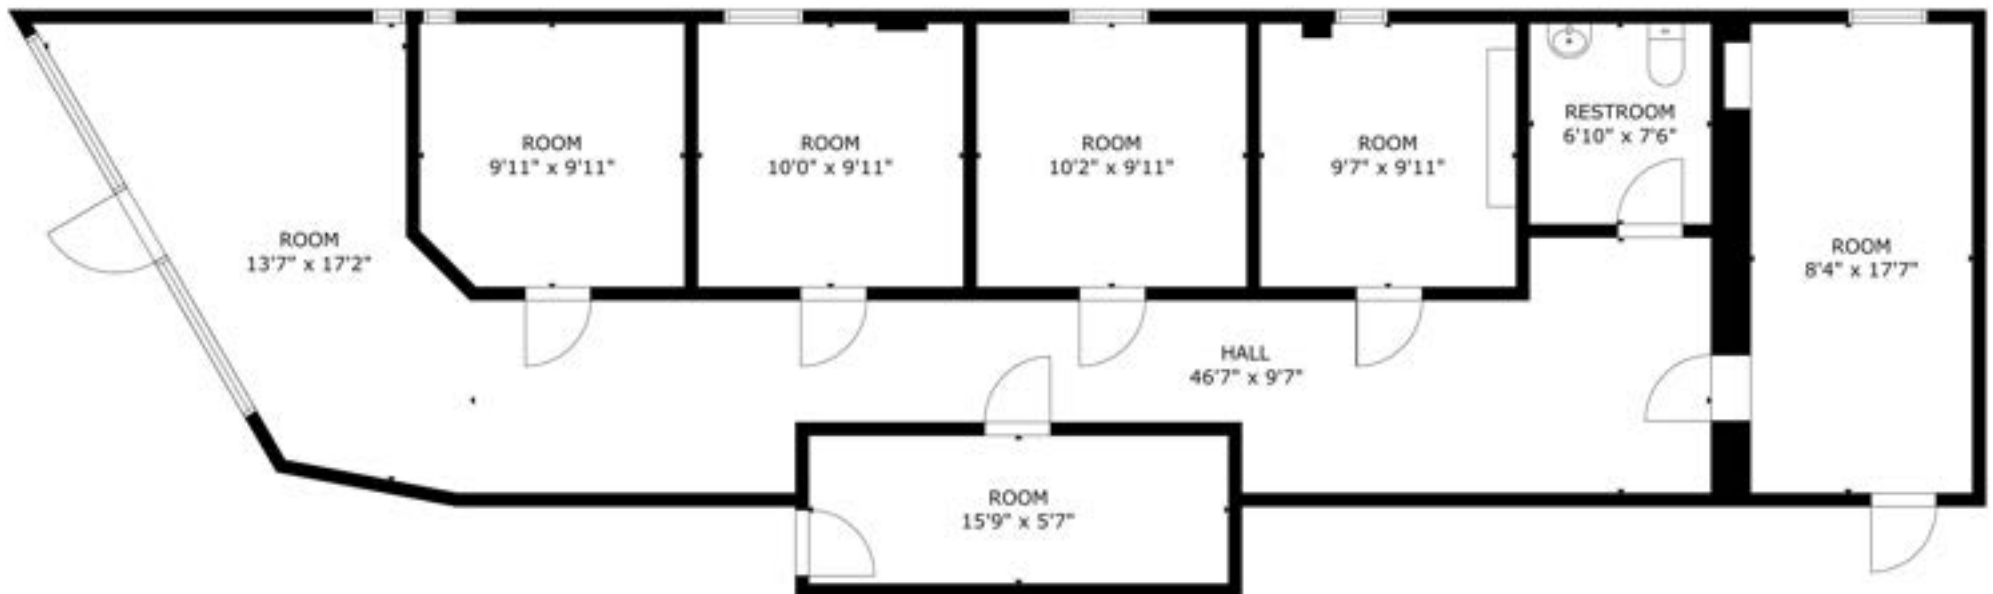 ROOM
13'7" x 17'2"
ROOM
9'11" x 9'11"
ROOM
10'0" x 9'11"
ROOM
10'2" x 9'11"
ROOM
9'7" x 9'11"
RESTROOM
6'10" x 7'6"
ROOM
8'4" x 17'7"
HALL
46'7" x 9'7"
ROOM
15'9" x 5'7"